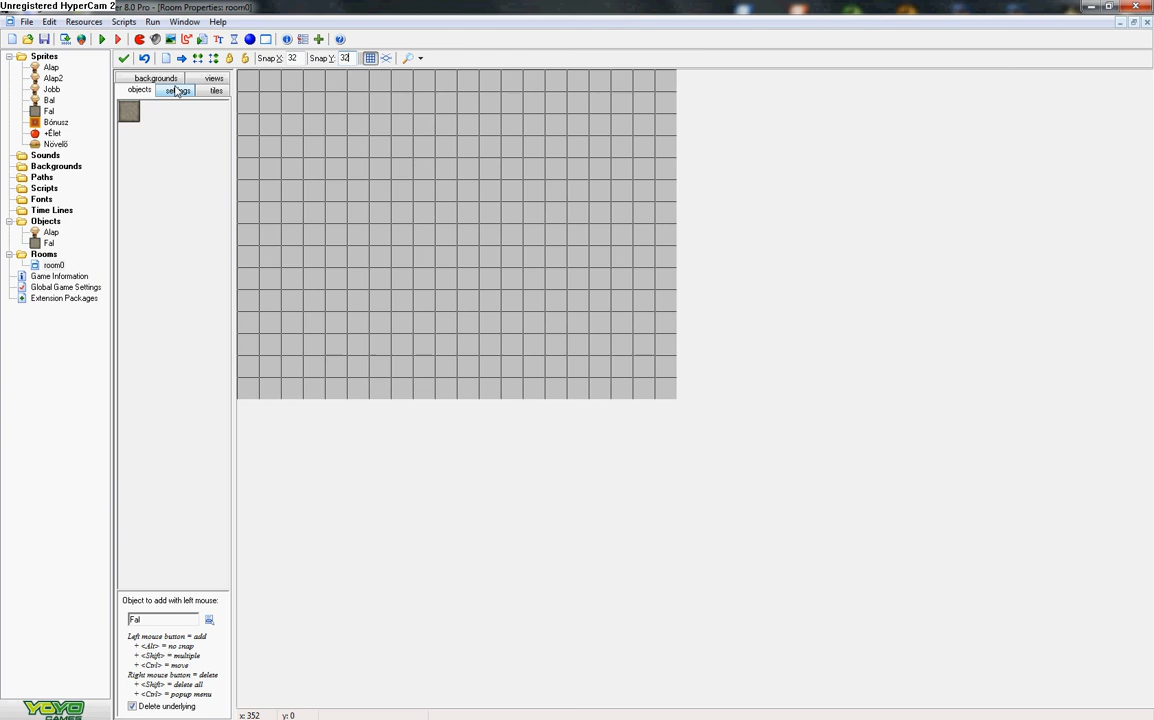 Unregistered HyperCam 2
er 8.0 Pro - [Room Properties: room0]
File Edit Resources Scripts Run Window Help
Snap X: 32 Snap Y: 32
Sprites
Alap
Alap2
Jobb
Bal
Fal
Bónusz
+Élet
Növelő
Sounds
Backgrounds
Paths
Scripts
Fonts
Time Lines
Objects
Alap
Fal
Rooms
room0
Game Information
Global Game Settings
Extension Packages
YOYO
GAMES
backgrounds views
objects settings tiles
Object to add with left mouse:
Fal
Left mouse button = add
+ <Alt> = no snap
+ <Shift> = multiple
+ <Ctrl> = move
Right mouse button = delete
+ <Shift> = delete all
+ <Ctrl> = popup menu
Delete underlying
x: 352 y: 0